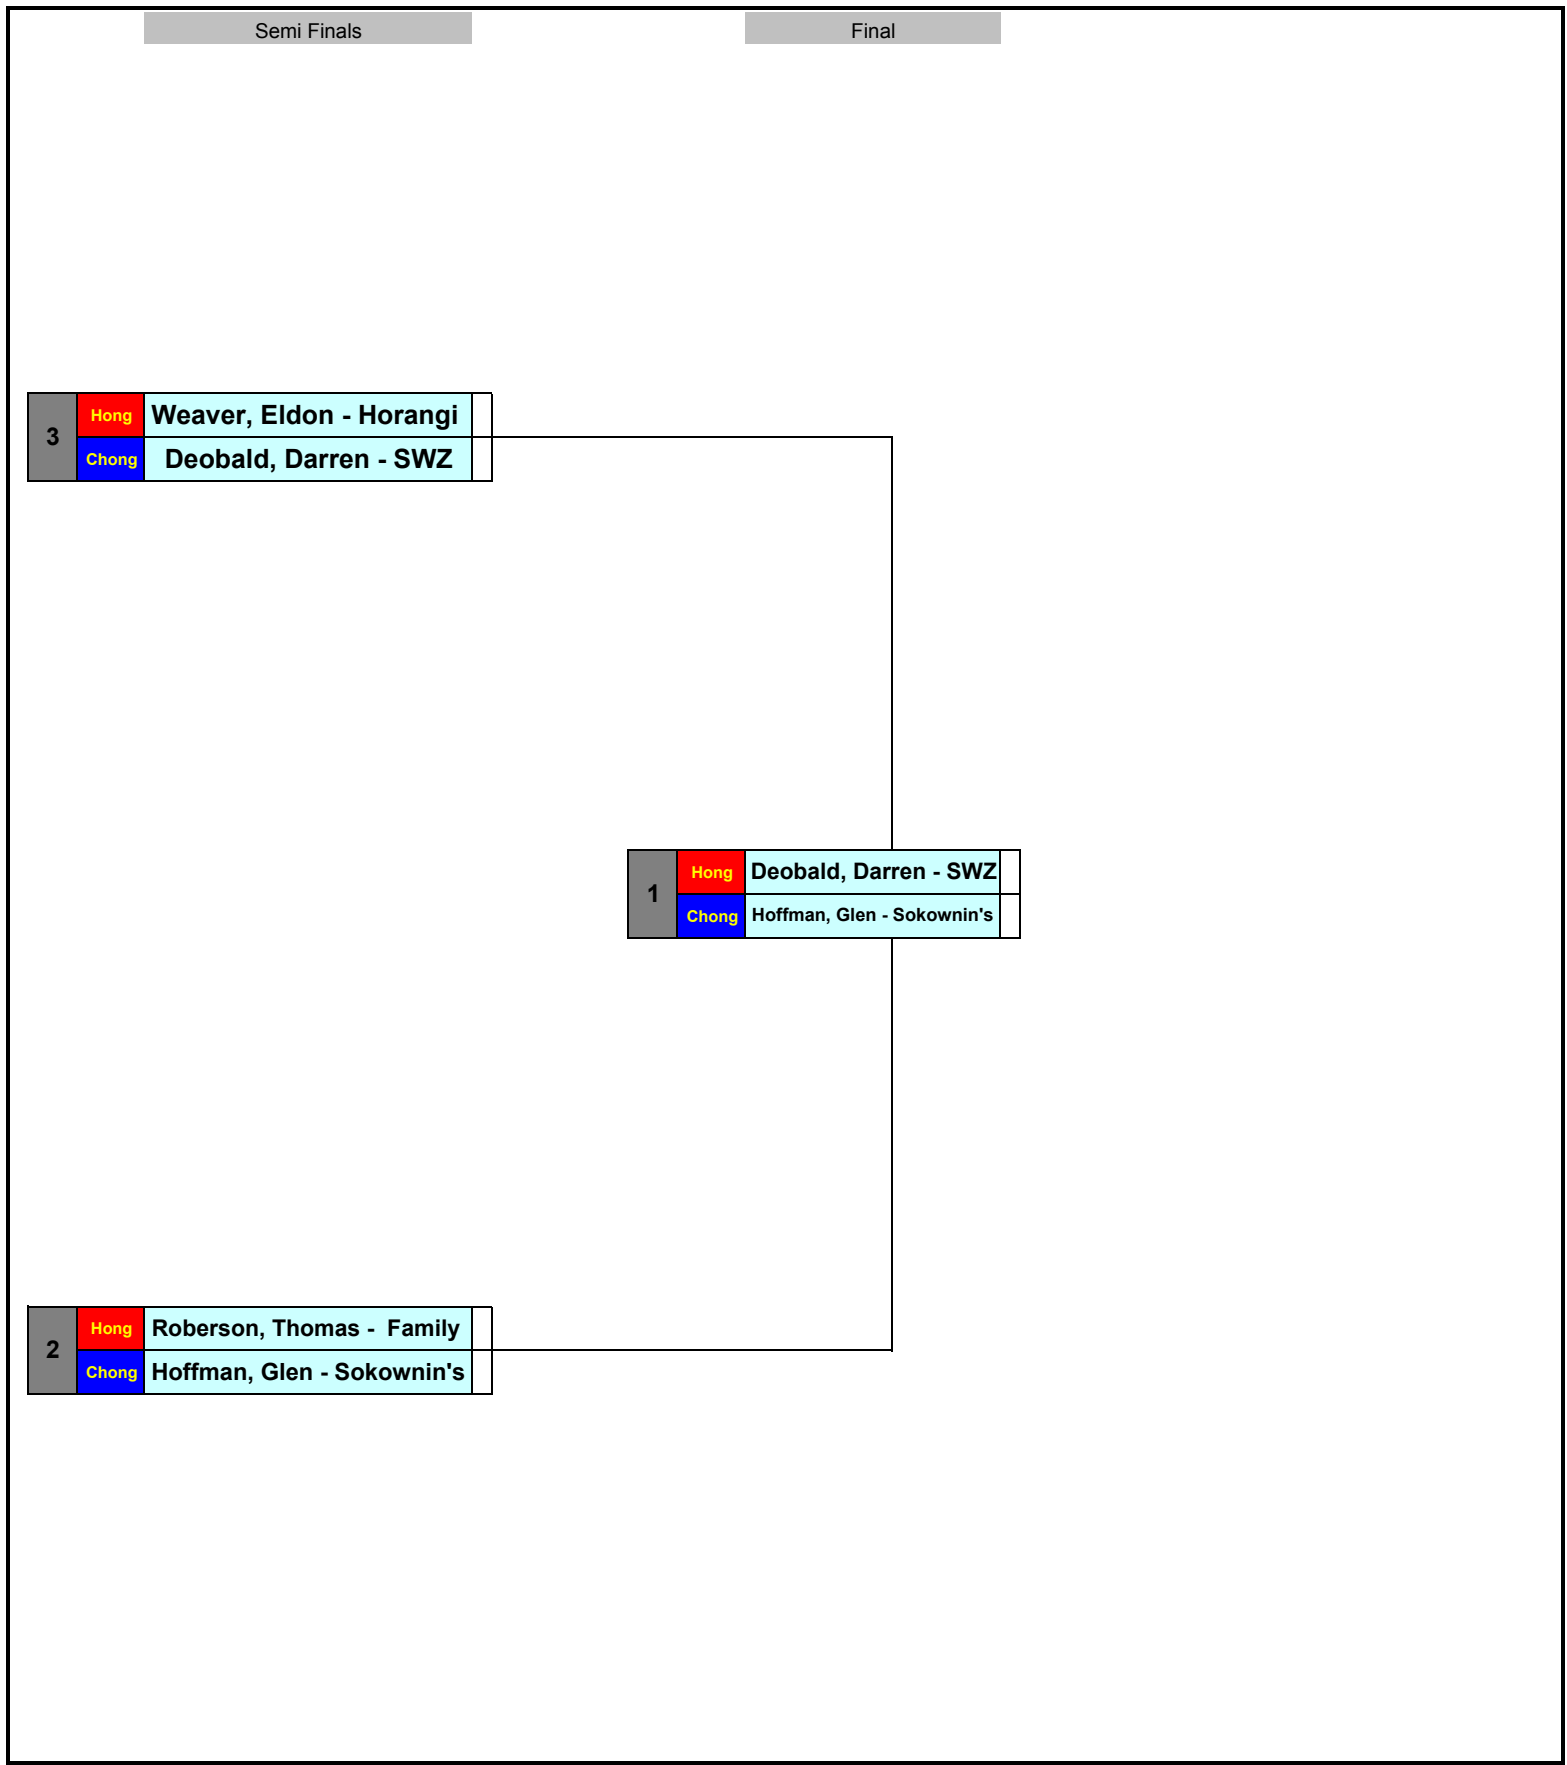 Semi Finals Final
3 Hong Weaver, Eldon - Horangi
Chong Deobald, Darren - SWZ
1 Hong Deobald, Darren - SWZ
Chong Hoffman, Glen - Sokownin's
2 Hong Roberson, Thomas - Family
Chong Hoffman, Glen - Sokownin's